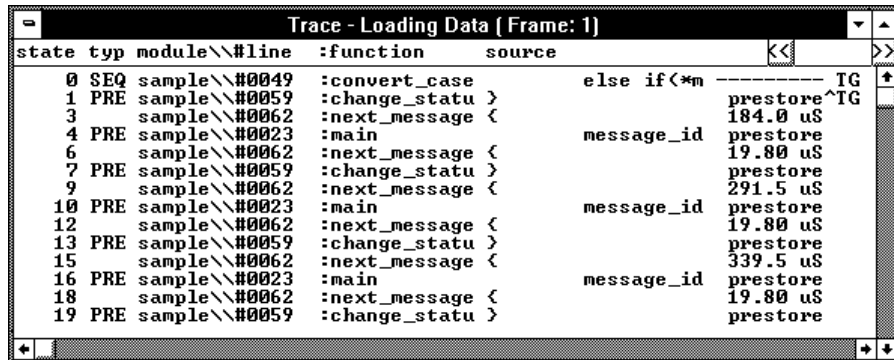 Trace - Loading Data ( Frame: 1)
state typ module\\#line :function source << >>
0 SEQ sample\\#0049 :convert_case else if(*m --------- TG
1 PRE sample\\#0059 :change_statu } prestore^TG
3 sample\\#0062 :next_message { 184.0 uS
4 PRE sample\\#0023 :main message_id prestore
6 sample\\#0062 :next_message { 19.80 uS
7 PRE sample\\#0059 :change_statu } prestore
9 sample\\#0062 :next_message { 291.5 uS
10 PRE sample\\#0023 :main message_id prestore
12 sample\\#0062 :next_message { 19.80 uS
13 PRE sample\\#0059 :change_statu } prestore
15 sample\\#0062 :next_message { 339.5 uS
16 PRE sample\\#0023 :main message_id prestore
18 sample\\#0062 :next_message { 19.80 uS
19 PRE sample\\#0059 :change_statu } prestore